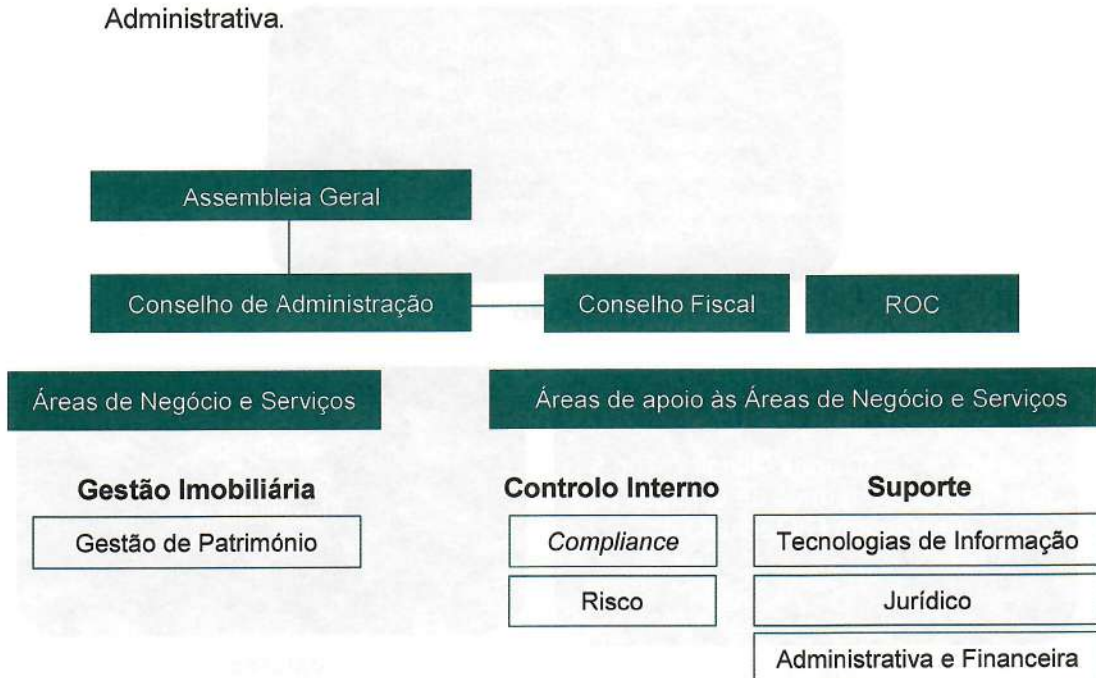 Administrativa.
Assembleia Geral
Conselho de Administração
Conselho Fiscal
ROC
Áreas de Negócio e Serviços
Áreas de apoio às Áreas de Negócio e Serviços
Gestão Imobiliária
Gestão de Património
Controlo Interno
Compliance
Risco
Suporte
Tecnologias de Informação
Jurídico
Administrativa e Financeira